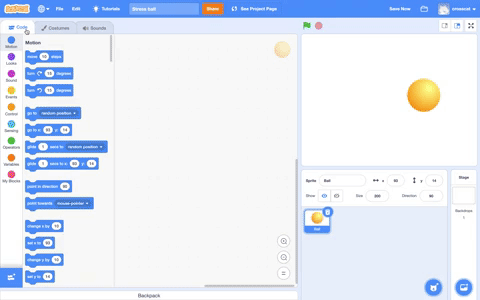 SCRATCH File Edit Tutorials Stress ball Share See Project Page Save Now
Code Costumes Sounds
Motion
Motion
Looks
Sound
Events
Control
Sensing
Operators
Variables
My Blocks
move steps
turn 15 degrees
turn 15 degrees
go to random position
go to x: 93 y: 14
glide 1 secs to random position
glide 1 secs to x: 93 y: 14
point in direction 90
point towards mouse-pointer
change x by 10
set x to 93
change y by 10
set y to 14
Backpack
Sprite Ball x 93 y 14
Show Size 200 Direction 90
Ball
Stage
Backdrops
1